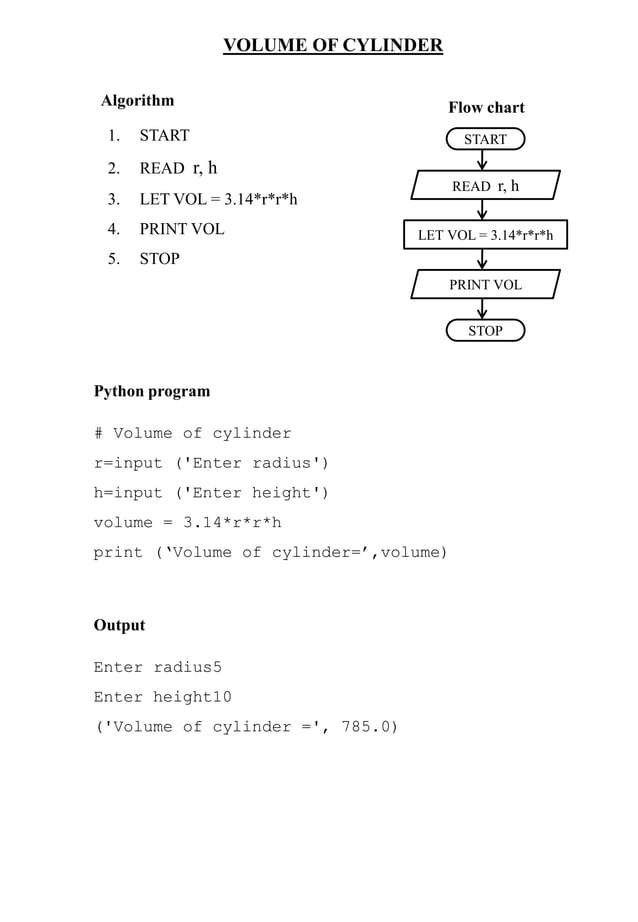 VOLUME OF CYLINDER
Algorithm
1. START
2. READ r, h
3. LET VOL = 3.14*r*r*h
4. PRINT VOL
5. STOP
Flow chart
START
READ r, h
LET VOL = 3.14*r*r*h
PRINT VOL
STOP
Python program
# Volume of cylinder
r=input ('Enter radius')
h=input ('Enter height')
volume = 3.14*r*r*h
print (‘Volume of cylinder=’,volume)
Output
Enter radius5
Enter height10
('Volume of cylinder =', 785.0)